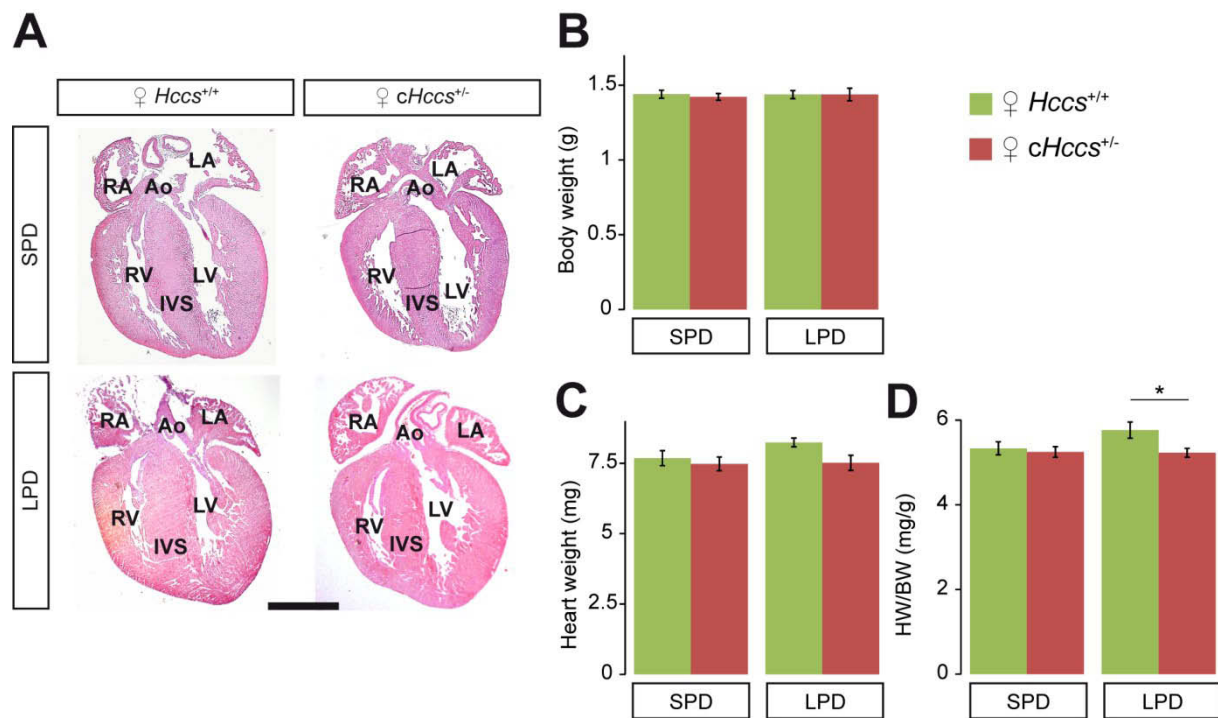 A
♀ Hccs+/+
♀ cHccs+/-
SPD
LA
RA
Ao
RV
LV
IVS
LA
RA
Ao
RV
LV
IVS
LPD
RA
Ao
LA
RV
LV
IVS
RA
Ao
LA
RV
LV
IVS
B
Body weight (g)
1.5
1
0.5
0
SPD
LPD
♀ Hccs+/+
♀ cHccs+/-
C
Heart weight (mg)
7.5
5
2.5
0
SPD
LPD
D
HW/BW (mg/g)
6
4
2
0
*
SPD
LPD